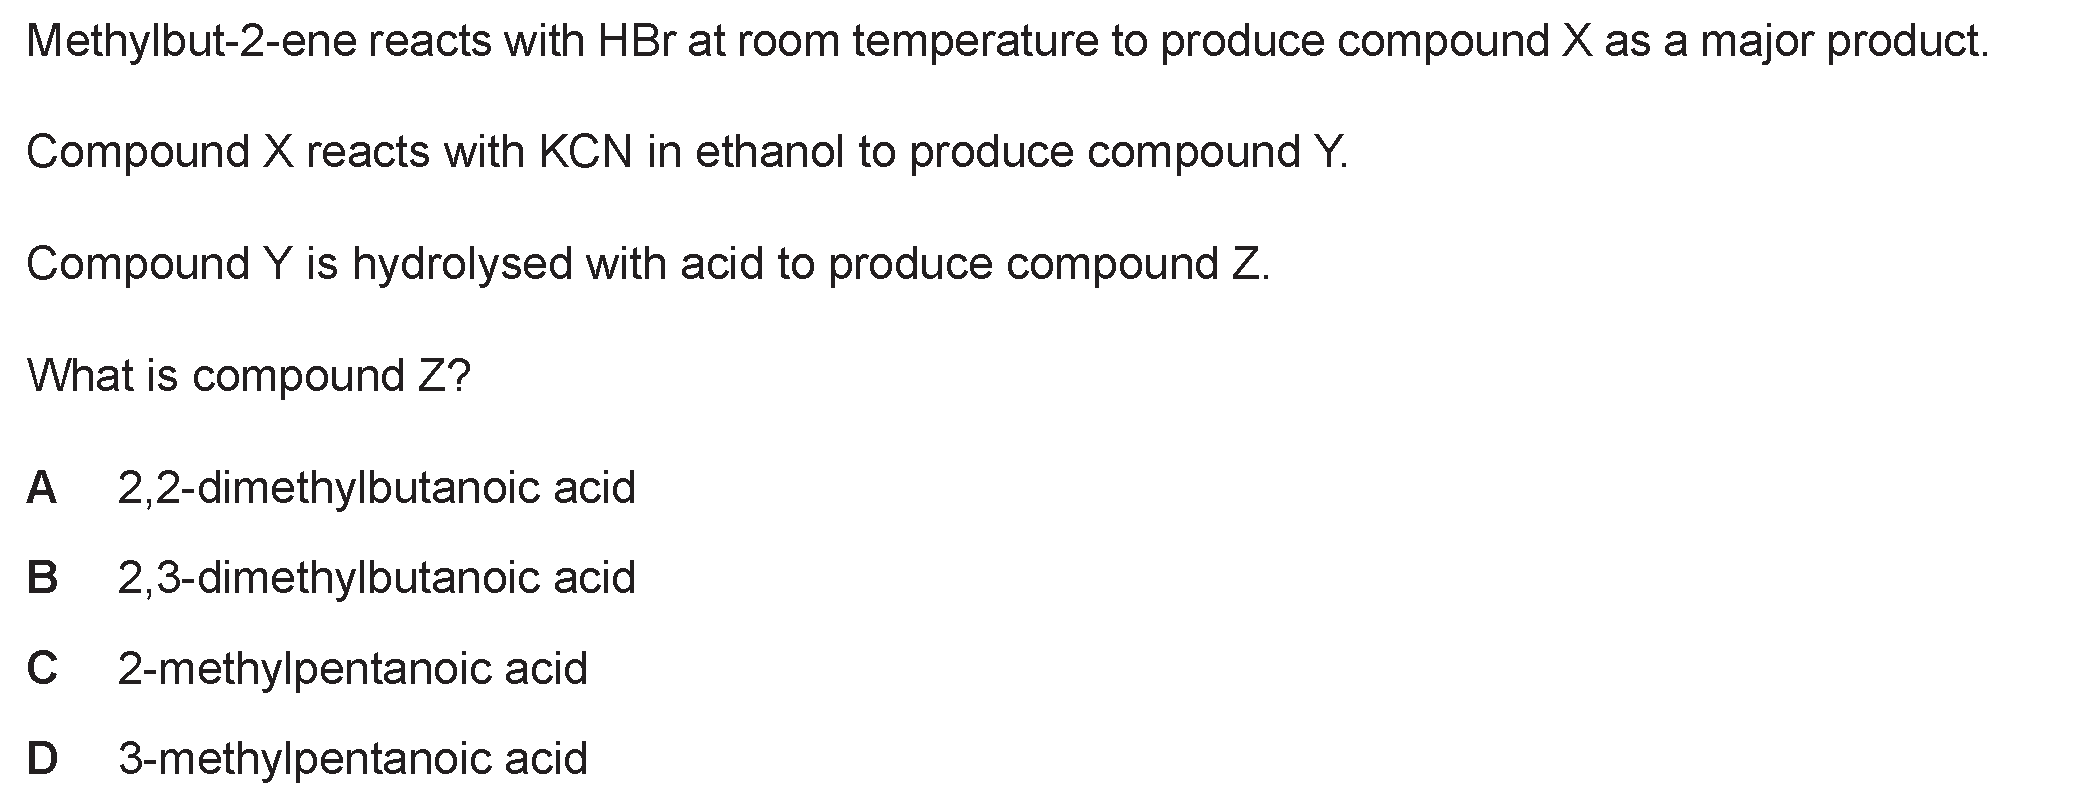 Methylbut-2-ene reacts with HBr at room temperature to produce compound X as a major product.
Compound X reacts with KCN in ethanol to produce compound Y.
Compound Y is hydrolysed with acid to produce compound Z.
What is compound Z?
A 2,2-dimethylbutanoic acid
B 2,3-dimethylbutanoic acid
C 2-methylpentanoic acid
D 3-methylpentanoic acid